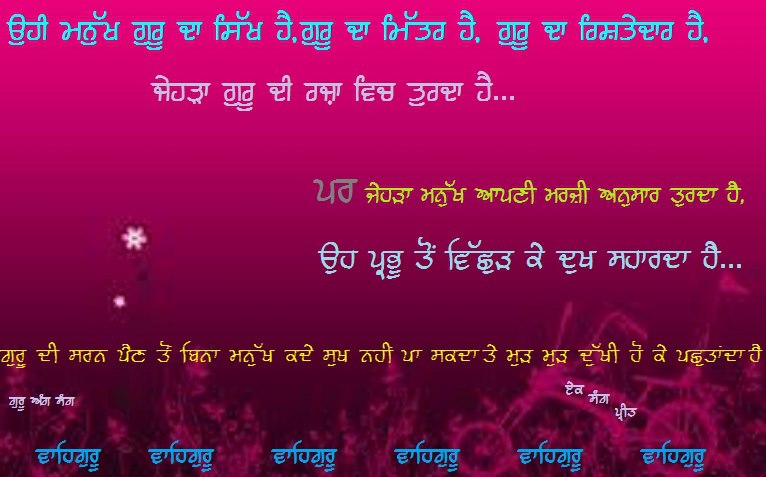 ਉਹੀ ਮਨੁੱਖ ਗੁਰੂ ਦਾ ਸਿੱਖ ਹੈ,ਗੁਰੂ ਦਾ ਮਿੱਤਰ ਹੈ, ਗੁਰੂ ਦਾ ਰਿਸ਼ਤੇਦਾਰ ਹੈ,
ਜੇਹੜਾ ਗੁਰੂ ਦੀ ਰਜ਼ਾ ਵਿਚ ਤੁਰਦਾ ਹੈ...
ਪਰ ਜੇਹੜਾ ਮਨੁੱਖ ਆਪਣੀ ਮਰਜ਼ੀ ਅਨੁਸਾਰ ਤੁਰਦਾ ਹੈ,
ਉਹ ਪ੍ਰਭੂ ਤੋਂ ਵਿੱਛੁੜ ਕੇ ਦੁਖ ਸਹਾਰਦਾ ਹੈ...
ਗੁਰੂ ਦੀ ਸਰਨ ਪੈਣ ਤੋਂ ਬਿਨਾ ਮਨੁੱਖ ਕਦੇ ਸੁਖ ਨਹੀ ਪਾ ਸਕਦਾ ਤੇ ਮੁੜ ਮੁੜ ਦੁੱਖੀ ਹੋ ਕੇ ਪਛੁਤਾਂਦਾ ਹੈ
ਗੁਰੂ ਅੰਗ ਸੰਗ
ਏਕ ਸੰਗ ਪ੍ਰੀਤ
ਵਾਹਿਗੁਰੂ ਵਾਹਿਗੁਰੂ ਵਾਹਿਗੁਰੂ ਵਾਹਿਗੁਰੂ ਵਾਹਿਗੁਰੂ ਵਾਹਿਗੁਰੂ